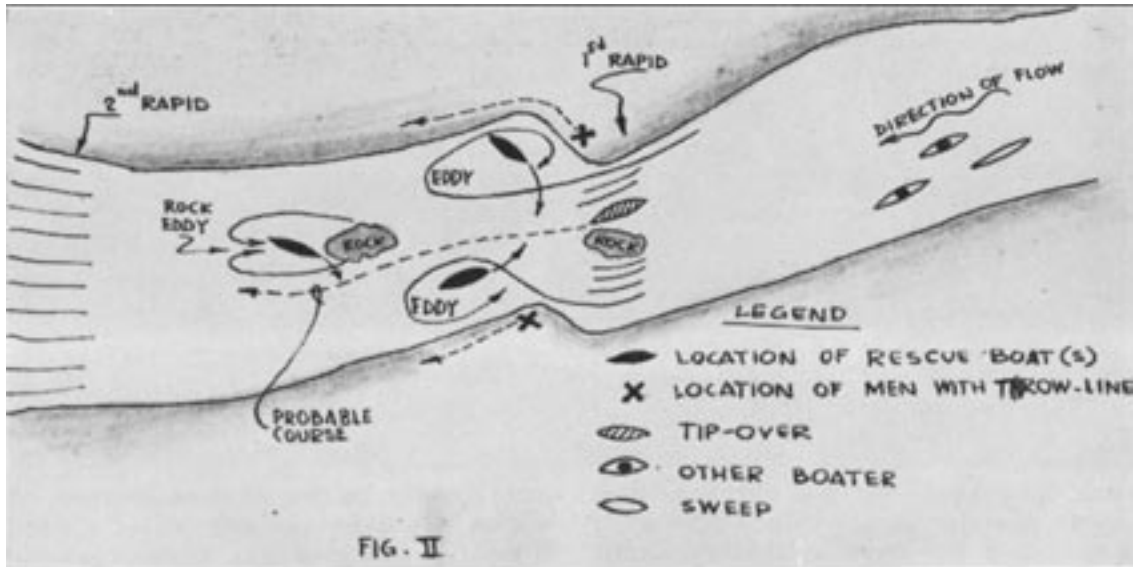 1st RAPID
2nd RAPID
DIRECTION OF FLOW
EDDY
ROCK
EDDY
ROCK
ROCK
EDDY
PROBABLE
COURSE
LEGEND
LOCATION OF RESCUE BOAT(S)
LOCATION OF MEN WITH THROW-LINE
TIP-OVER
OTHER BOATER
SWEEP
FIG. II